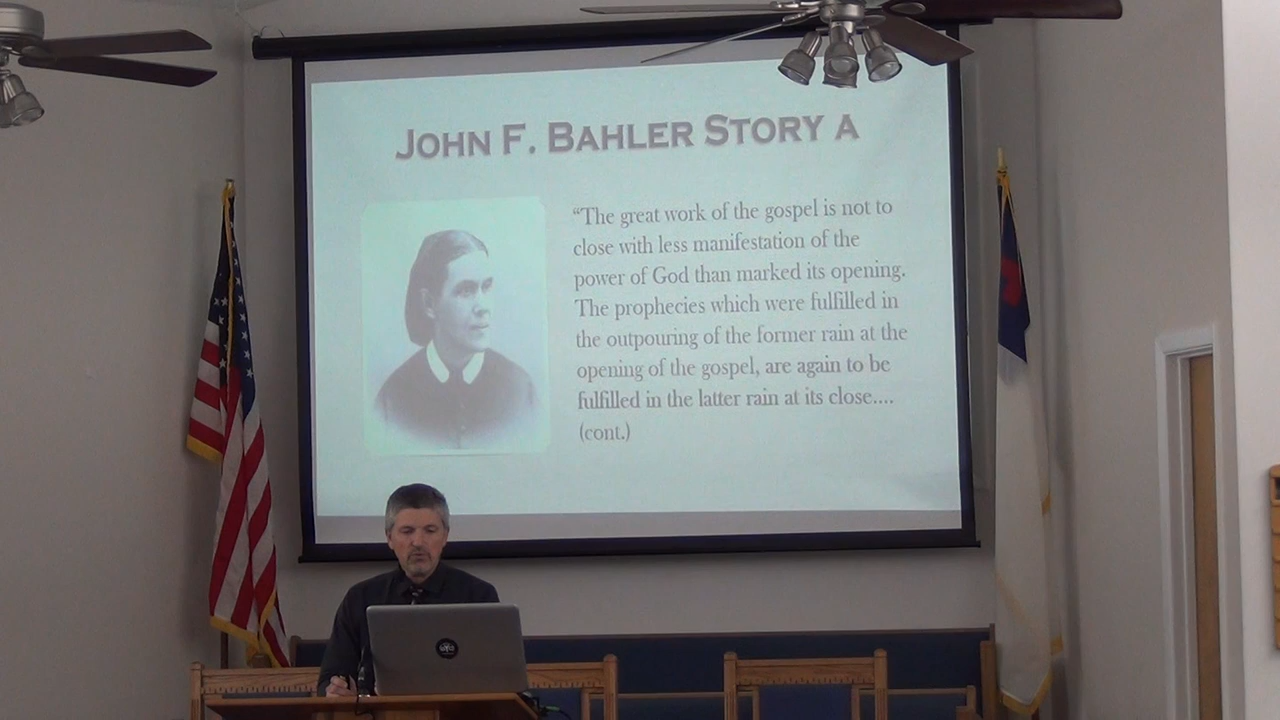 JOHN F. BAHLER STORY A
“The great work of the gospel is not to
close with less manifestation of the
power of God than marked its opening.
The prophecies which were fulfilled in
the outpouring of the former rain at the
opening of the gospel, are again to be
fulfilled in the latter rain at its close....
(cont.)